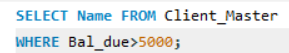 SELECT Name FROM Client_Master
WHERE Bal_due>5000;